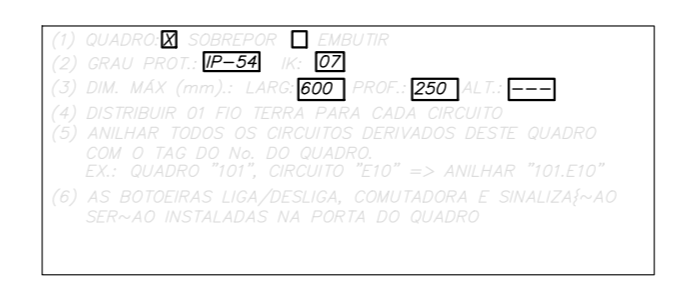 (1) QUADRO: X SOBREPOR EMBUTIR
(2) GRAU PROT.: IP-54 IK: 07
(3) DIM. MÁX (mm).: LARG: 600 PROF.: 250 ALT.: ---
(4) DISTRIBUIR 01 FIO TERRA PARA CADA CIRCUITO
(5) ANILHAR TODOS OS CIRCUITOS DERIVADOS DESTE QUADRO
COM O TAG DO No. DO QUADRO.
EX.: QUADRO "101", CIRCUITO "E10" => ANILHAR "101.E10"
(6) AS BOTOEIRAS LIGA/DESLIGA, COMUTADORA E SINALIZA{~AO
SER~AO INSTALADAS NA PORTA DO QUADRO